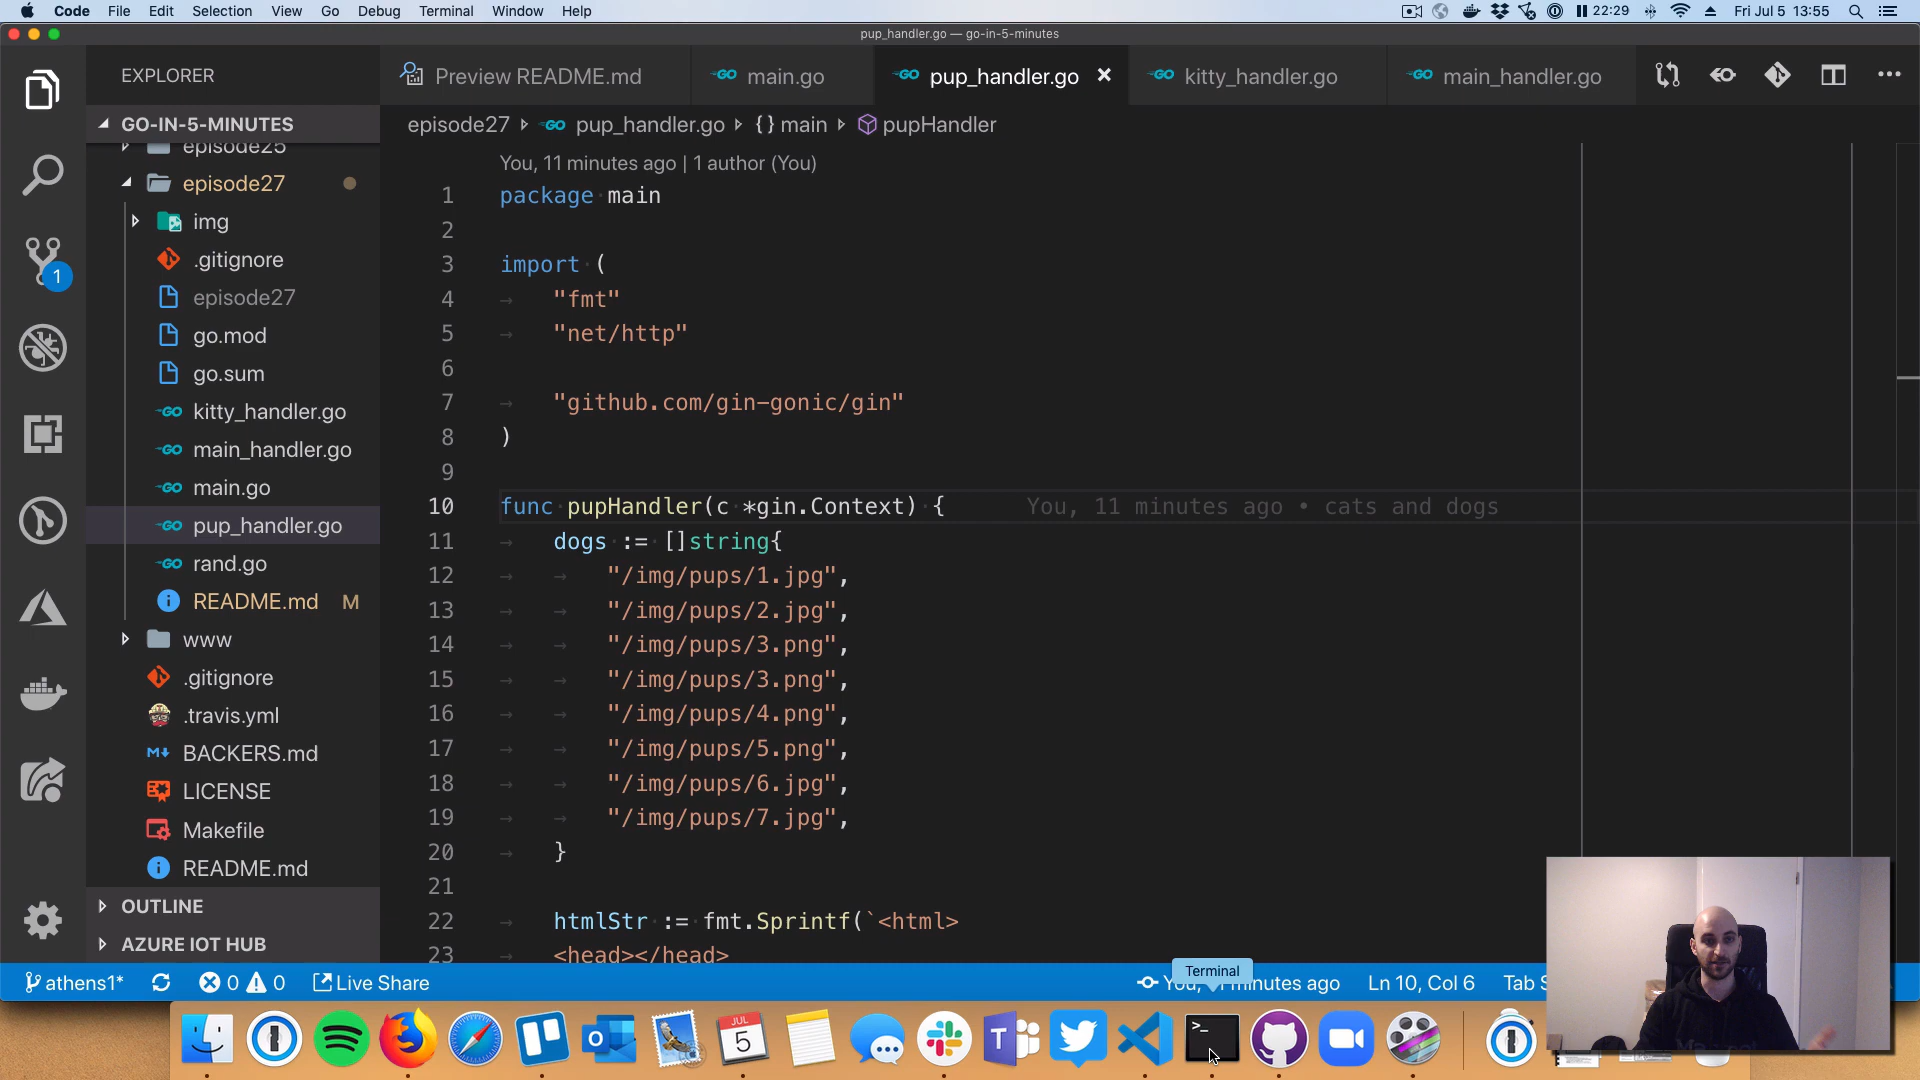 Code File Edit Selection View Go Debug Terminal Window Help
22:29 Fri Jul 5 13:55
pup_handler.go — go-in-5-minutes
EXPLORER
Preview README.md main.go pup_handler.go kitty_handler.go main_handler.go
GO-IN-5-MINUTES
episode25
episode27
img
.gitignore
episode27
go.mod
go.sum
kitty_handler.go
main_handler.go
main.go
pup_handler.go
rand.go
README.md M
www
.gitignore
.travis.yml
BACKERS.md
LICENSE
Makefile
README.md
OUTLINE
AZURE IOT HUB
1
episode27 pup_handler.go {} main pupHandler
You, 11 minutes ago | 1 author (You)
1 package main
2
3 import (
4 "fmt"
5 "net/http"
6
7 "github.com/gin-gonic/gin"
8 )
9
10 func pupHandler(c *gin.Context) { You, 11 minutes ago • cats and dogs
11 dogs := []string{
12 "/img/pups/1.jpg",
13 "/img/pups/2.jpg",
14 "/img/pups/3.png",
15 "/img/pups/3.png",
16 "/img/pups/4.png",
17 "/img/pups/5.png",
18 "/img/pups/6.jpg",
19 "/img/pups/7.jpg",
20 }
21
22 htmlStr := fmt.Sprintf(`<html>
23 <head></head>
Terminal
athens1* 0 0 Live Share You, minutes ago Ln 10, Col 6 Tab S
JUL
5